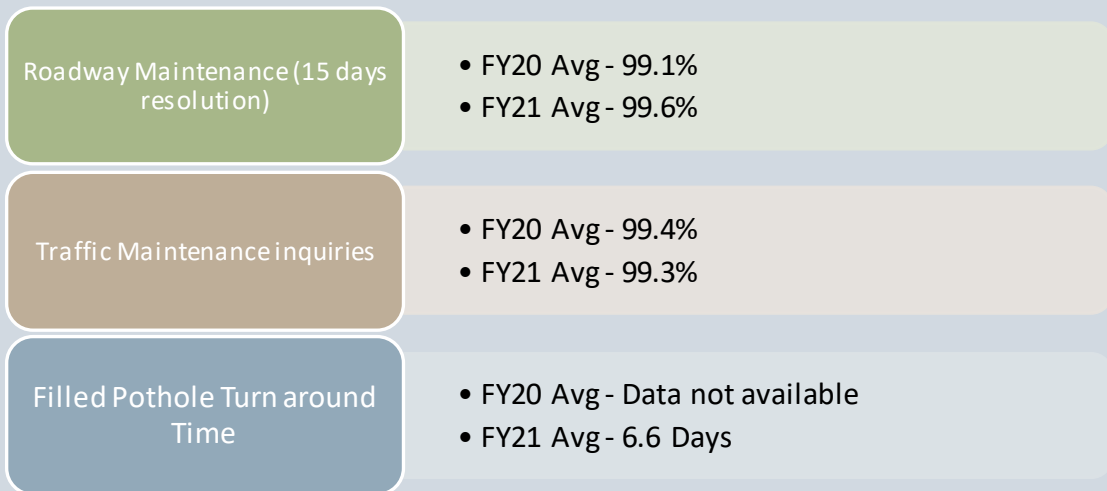 Roadway Maintenance (15 days
resolution)
• FY20 Avg - 99.1%
• FY21 Avg - 99.6%
Traffic Maintenance inquiries
• FY20 Avg - 99.4%
• FY21 Avg - 99.3%
Filled Pothole Turn around
Time
• FY20 Avg - Data not available
• FY21 Avg - 6.6 Days